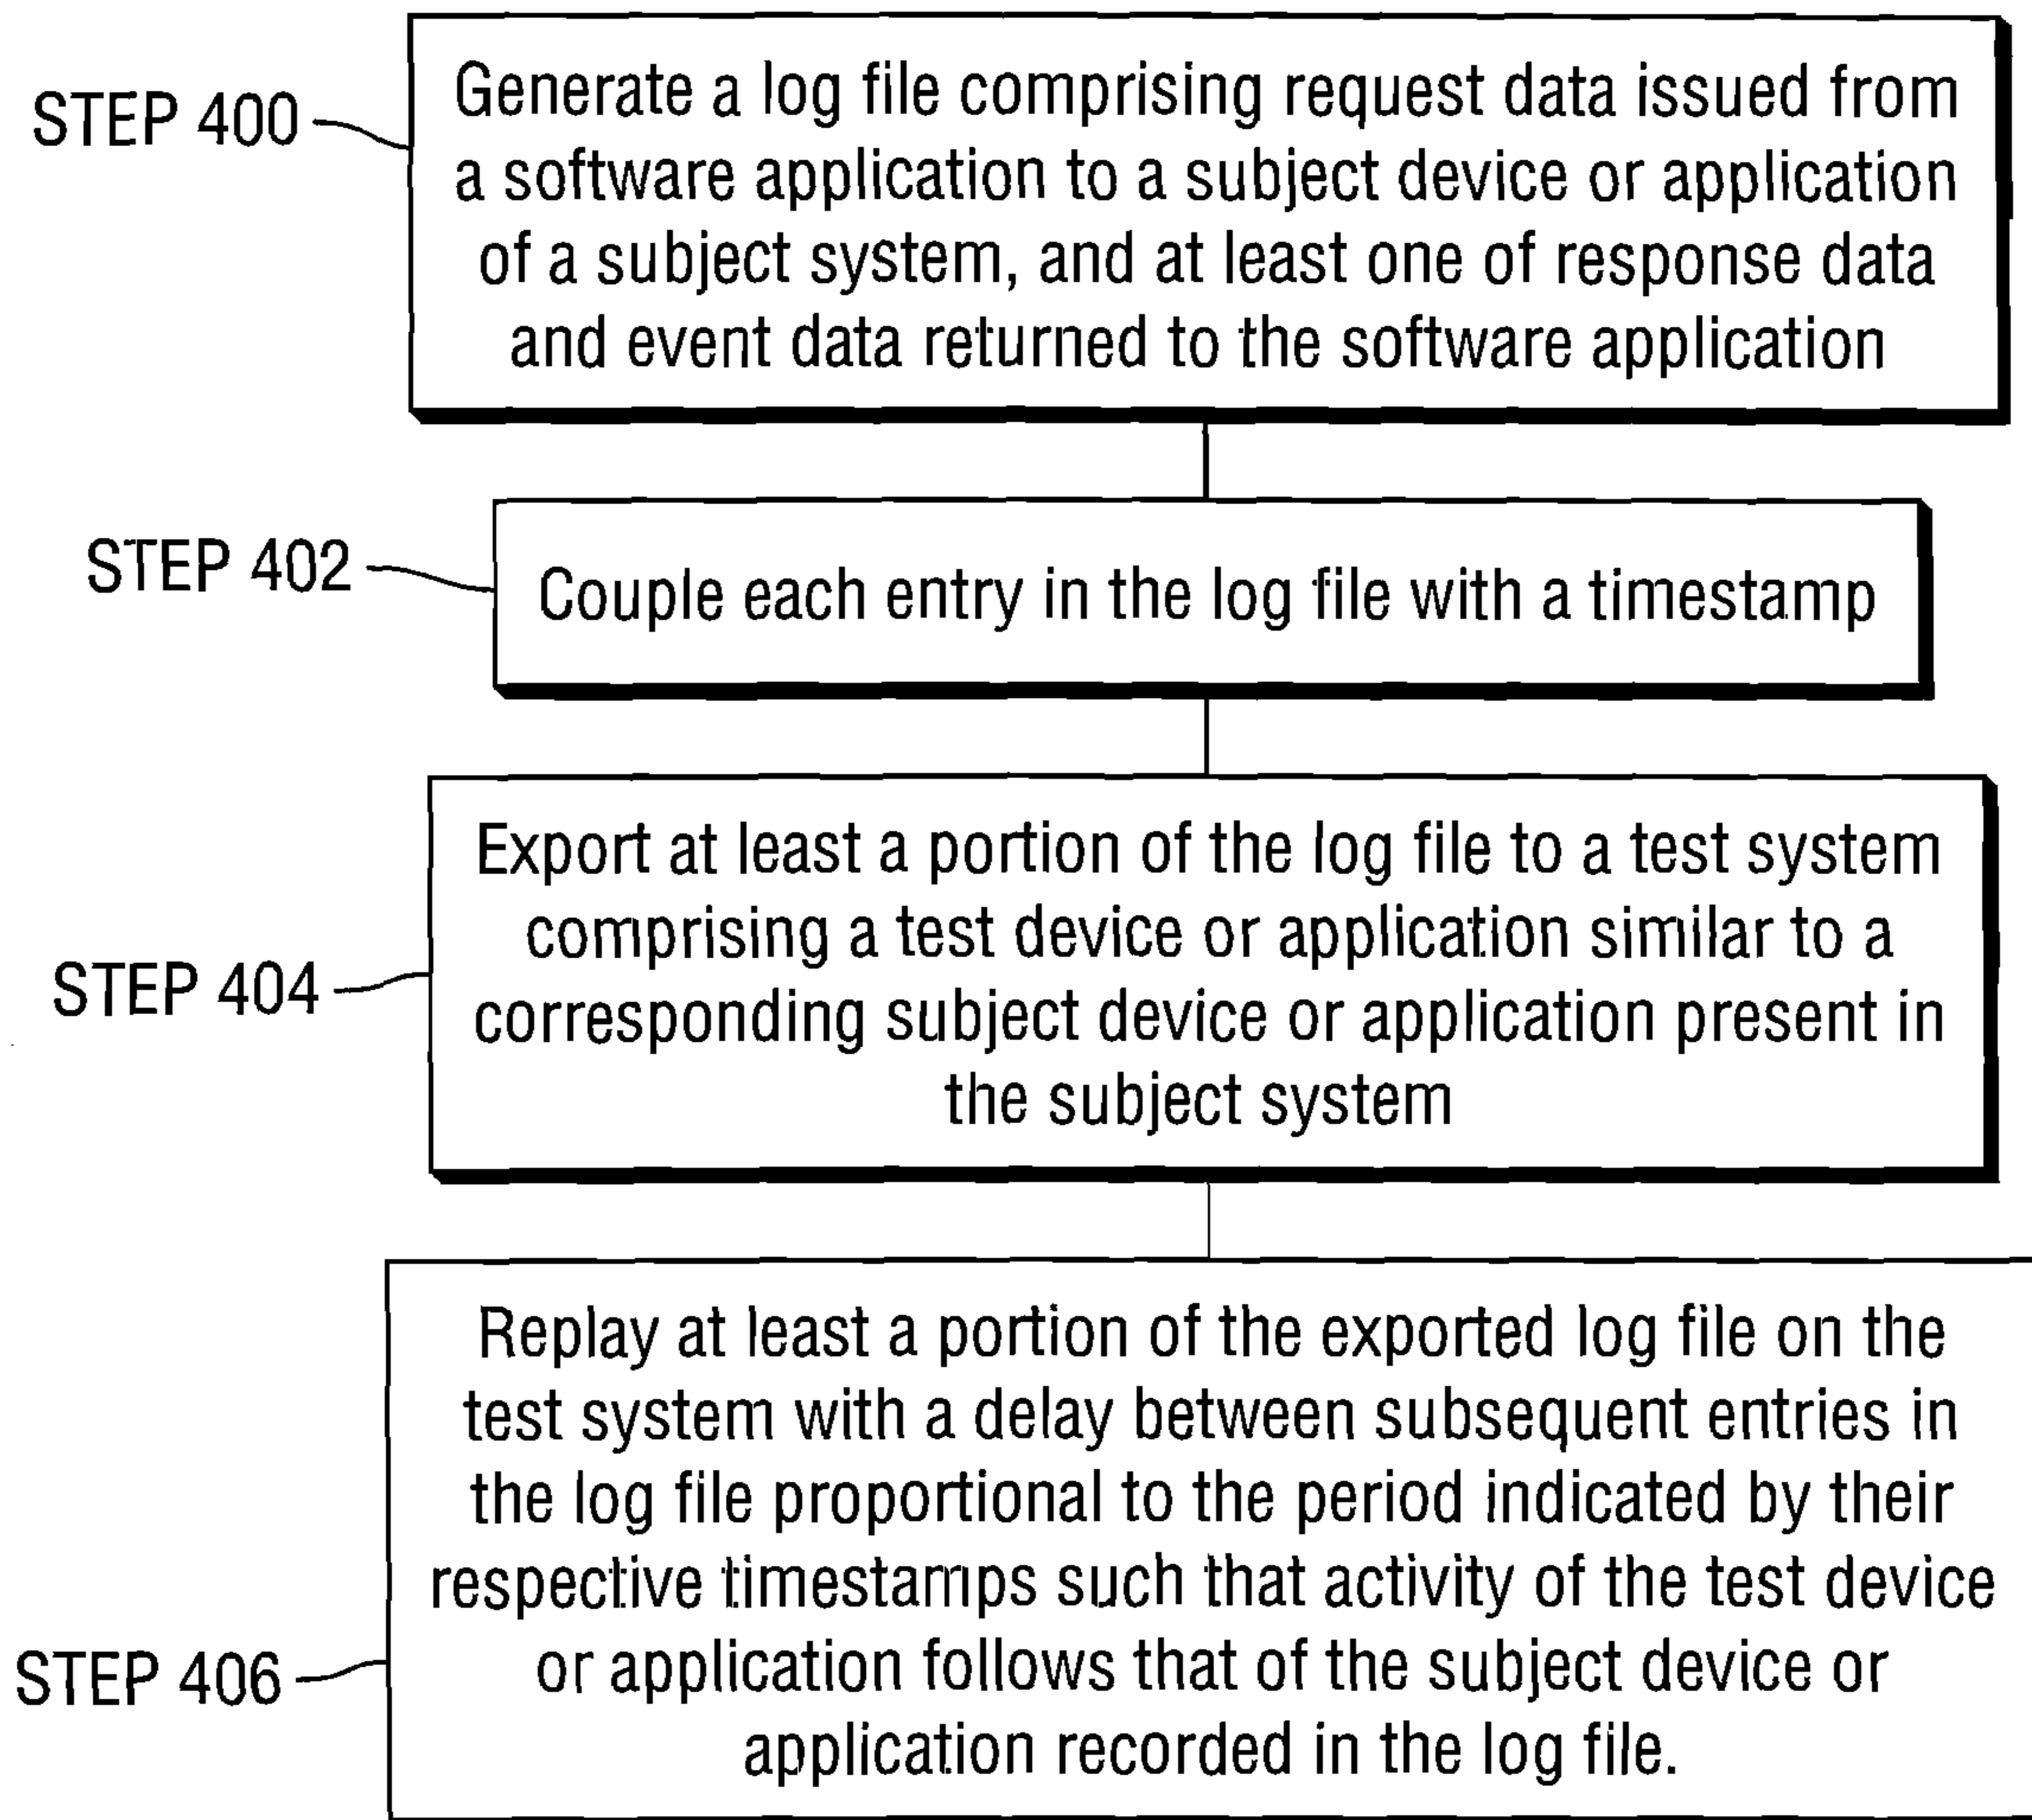 STEP 400
Generate a log file comprising request data issued from
a software application to a subject device or application
of a subject system, and at least one of response data
and event data returned to the software application
STEP 402
Couple each entry in the log file with a timestamp
STEP 404
Export at least a portion of the log file to a test system
comprising a test device or application similar to a
corresponding subject device or application present in
the subject system
STEP 406
Replay at least a portion of the exported log file on the
test system with a delay between subsequent entries in
the log file proportional to the period indicated by their
respective timestamps such that activity of the test device
or application follows that of the subject device or
application recorded in the log file.